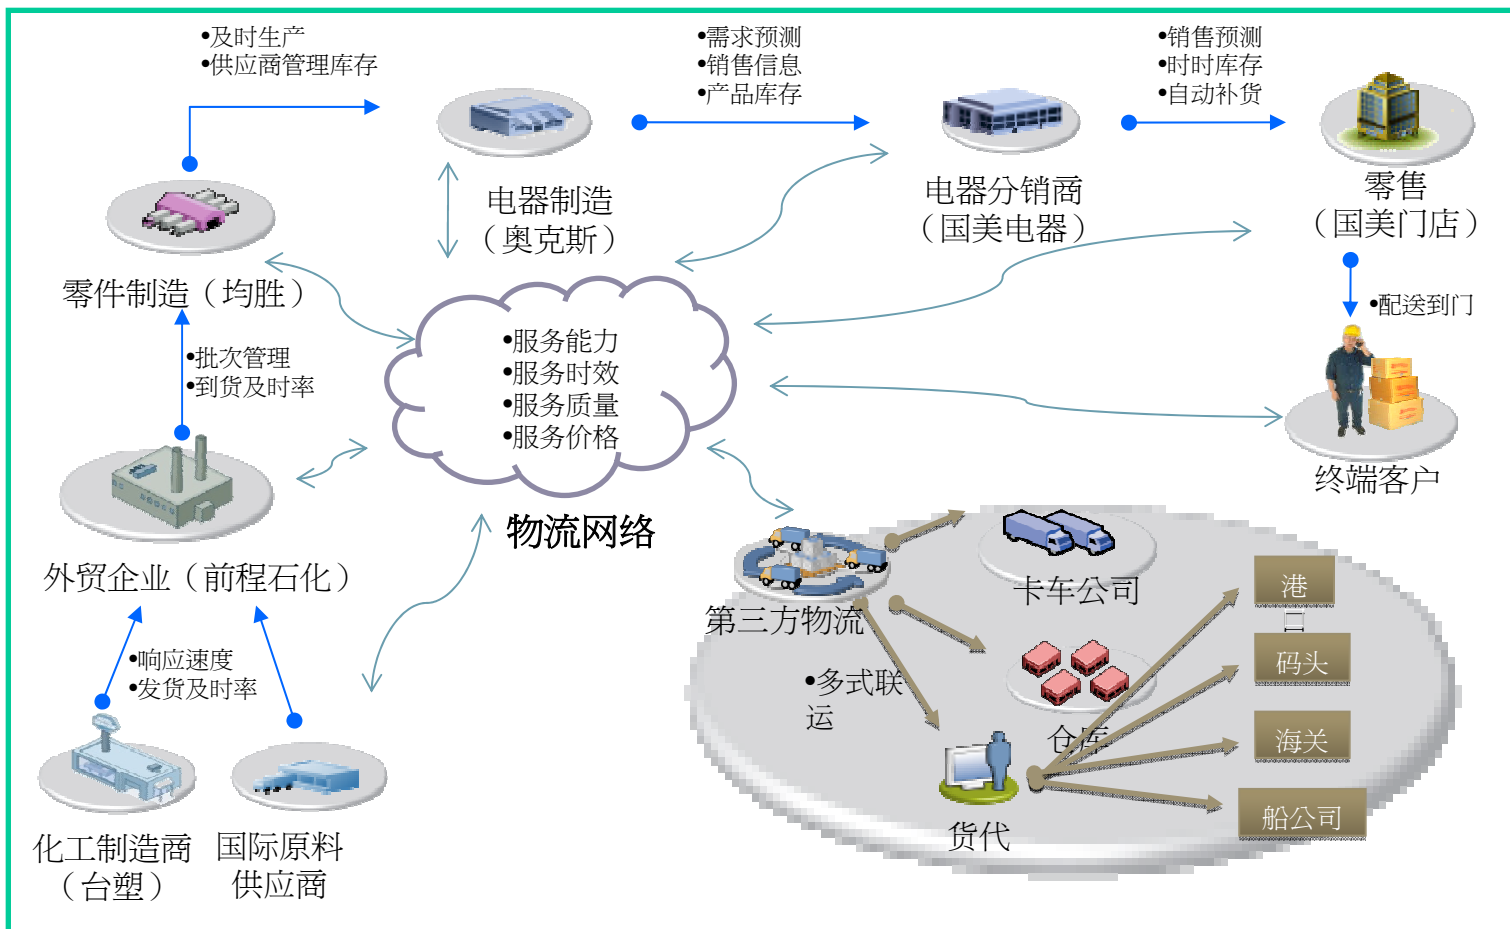 •及时生产
•供应商管理库存
•需求预测
•销售信息
•产品库存
•销售预测
•时时库存
•自动补货
电器制造
（奥克斯）
电器分销商
（国美电器）
零售
（国美门店）
零件制造（均胜）
•配送到门
•批次管理
•到货及时率
•服务能力
•服务时效
•服务质量
•服务价格
物流网络
终端客户
外贸企业（前程石化）
•响应速度
•发货及时率
化工制造商
（台塑）
国际原料
供应商
第三方物流
卡车公司
•多式联
运
仓库
货代
港
口
码头
海关
船公司